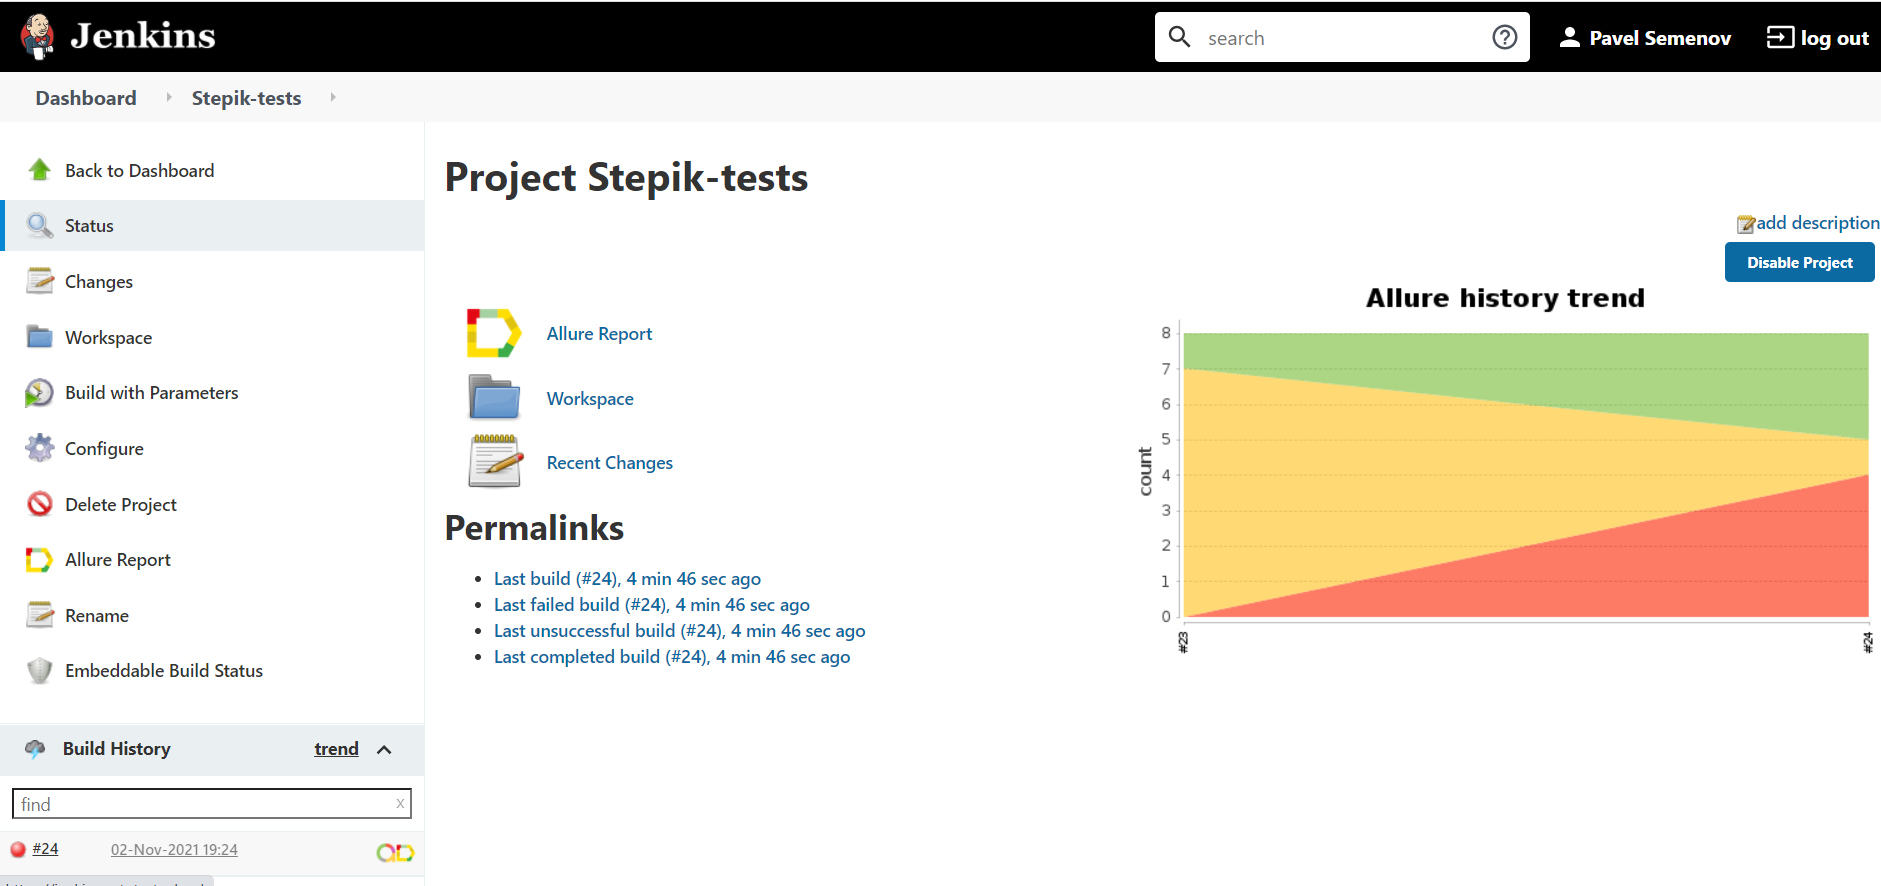 Jenkins
search
Pavel Semenov
log out
Dashboard
Stepik-tests
Back to Dashboard
Status
Changes
Workspace
Build with Parameters
Configure
Delete Project
Allure Report
Rename
Embeddable Build Status
Build History
trend
find
x
#24
02-Nov-2021 19:24
Project Stepik-tests
add description
Disable Project
Allure Report
Workspace
Recent Changes
Permalinks
Last build (#24), 4 min 46 sec ago
Last failed build (#24), 4 min 46 sec ago
Last unsuccessful build (#24), 4 min 46 sec ago
Last completed build (#24), 4 min 46 sec ago
Allure history trend
count
8
7
6
5
4
3
2
1
0
#23
#24